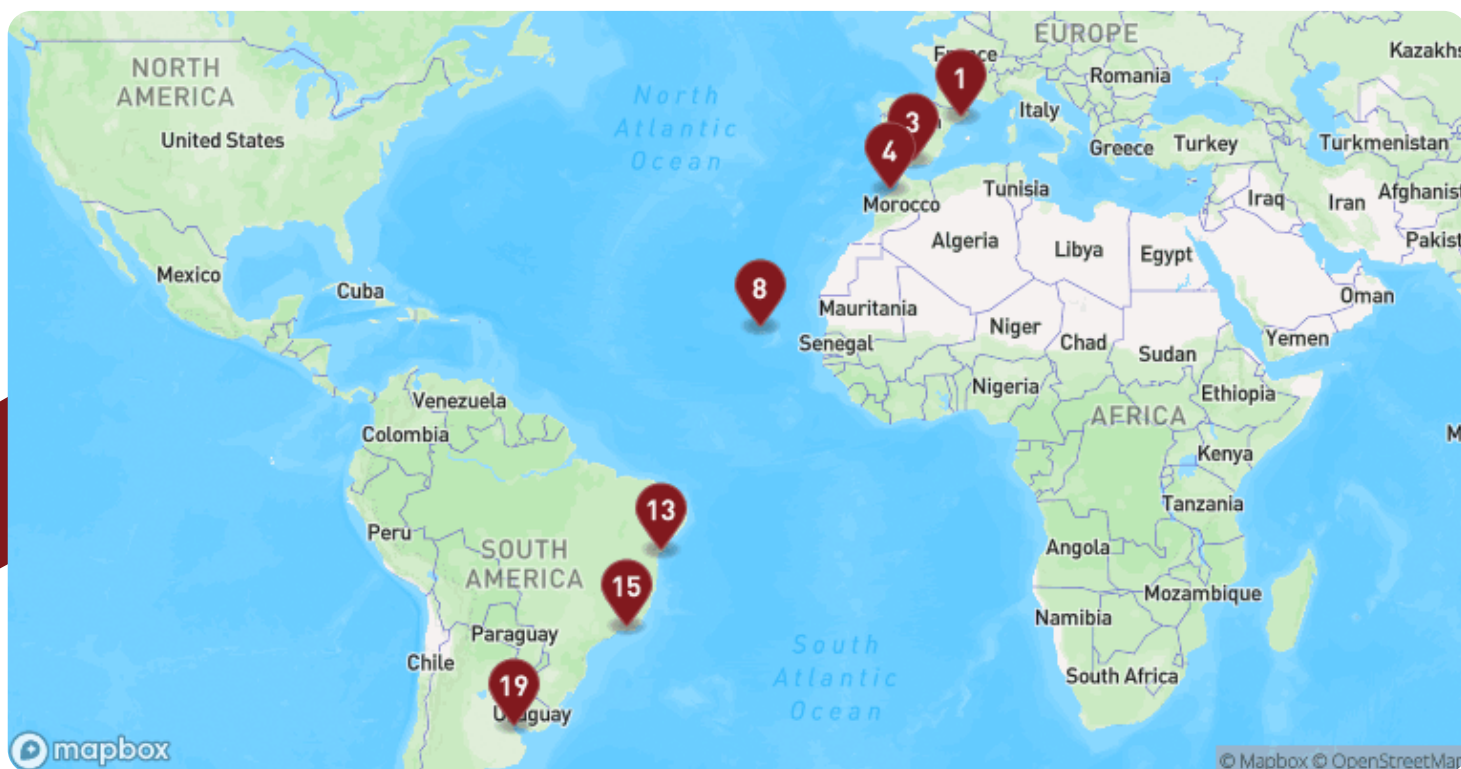 EUROPE
France
1
Kazakhs
NORTH
AMERICA
Romania
North
Atlantic
Ocean
Italy
3
n
United States
Greece
Turkey
Turkmenistan
4
Tunisia
Morocco
Iraq
Iran
Afghanist
Algeria
Libya
Egypt
Pakist
Mexico
Cuba
8
Oman
Mauritania
Niger
Chad
Yemen
Senegal
Sudan
Nigeria
Ethiopia
Venezuela
AFRICA
Colombia
M
Kenya
13
Tanzania
Peru
SOUTH
AMERICA
Angola
15
Mozambique
Namibia
Paraguay
South
Atlantic
Ocean
Chile
South Africa
19
Uruguay
mapbox
© Mapbox © OpenStreetMap